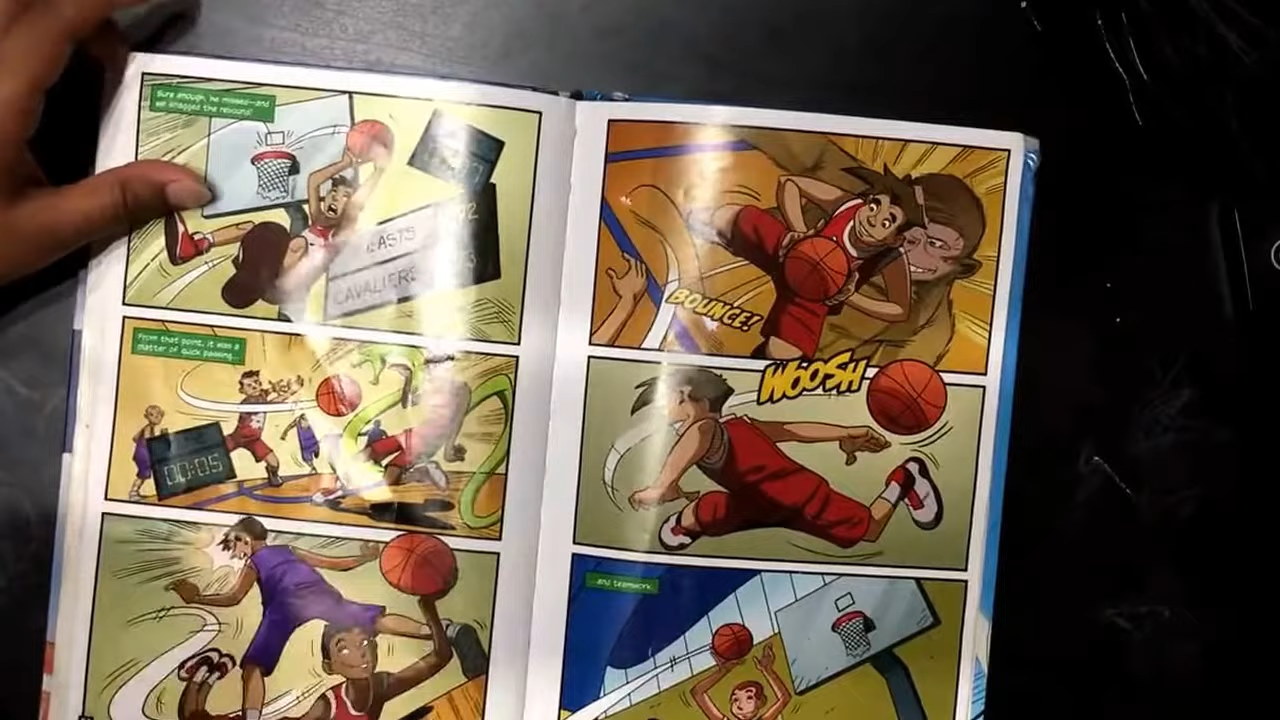 Sure enough, he missed—and
we snagged the rebound!
CAVALIERS
From that point, it was a
matter of quick passing...
00:05
BOUNCE!
WOOSH
...and teamwork.